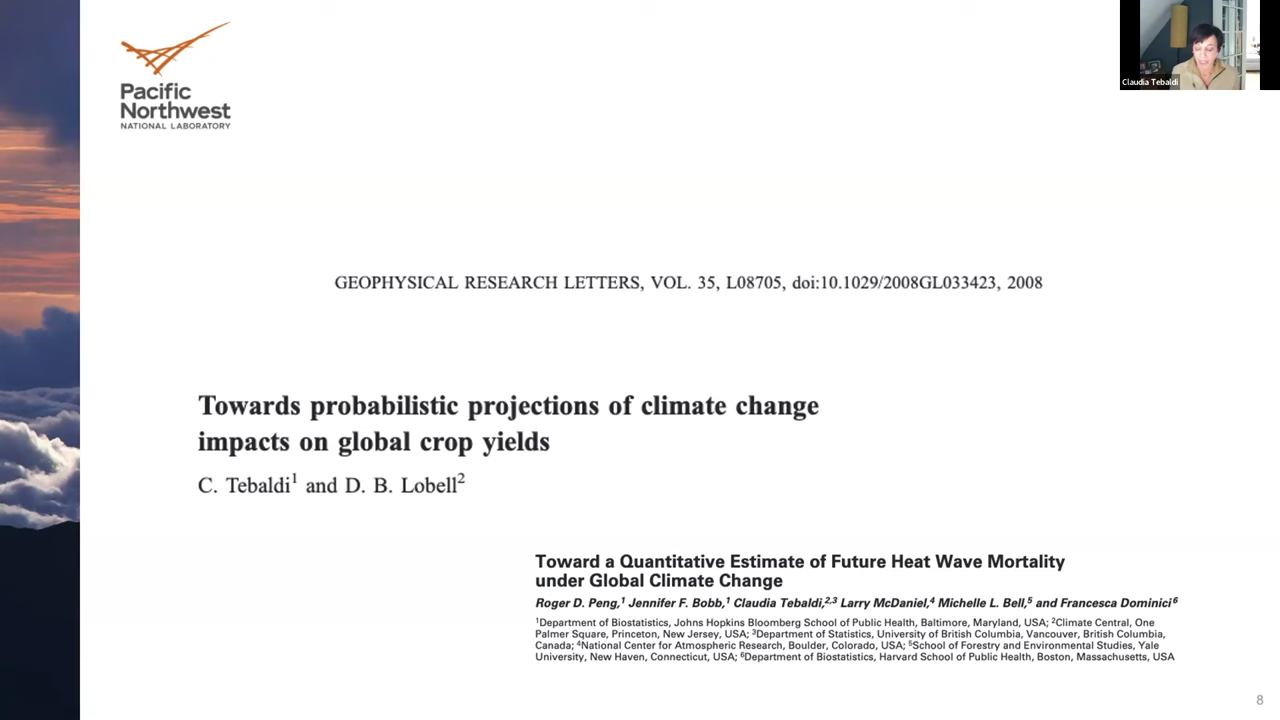 Pacific
Northwest
NATIONAL LABORATORY
Claudia Tebaldi
GEOPHYSICAL RESEARCH LETTERS, VOL. 35, L08705, doi:10.1029/2008GL033423, 2008
Towards probabilistic projections of climate change
impacts on global crop yields
C. Tebaldi¹ and D. B. Lobell²
Toward a Quantitative Estimate of Future Heat Wave Mortality
under Global Climate Change
Roger D. Peng,¹ Jennifer F. Bobb,¹ Claudia Tebaldi,²,³ Larry McDaniel,⁴ Michelle L. Bell,⁵ and Francesca Dominici⁶
¹Department of Biostatistics, Johns Hopkins Bloomberg School of Public Health, Baltimore, Maryland, USA; ²Climate Central, One
Palmer Square, Princeton, New Jersey, USA; ³Department of Statistics, University of British Columbia, Vancouver, British Columbia,
Canada; ⁴National Center for Atmospheric Research, Boulder, Colorado, USA; ⁵School of Forestry and Environmental Studies, Yale
University, New Haven, Connecticut, USA; ⁶Department of Biostatistics, Harvard School of Public Health, Boston, Massachusetts, USA
8